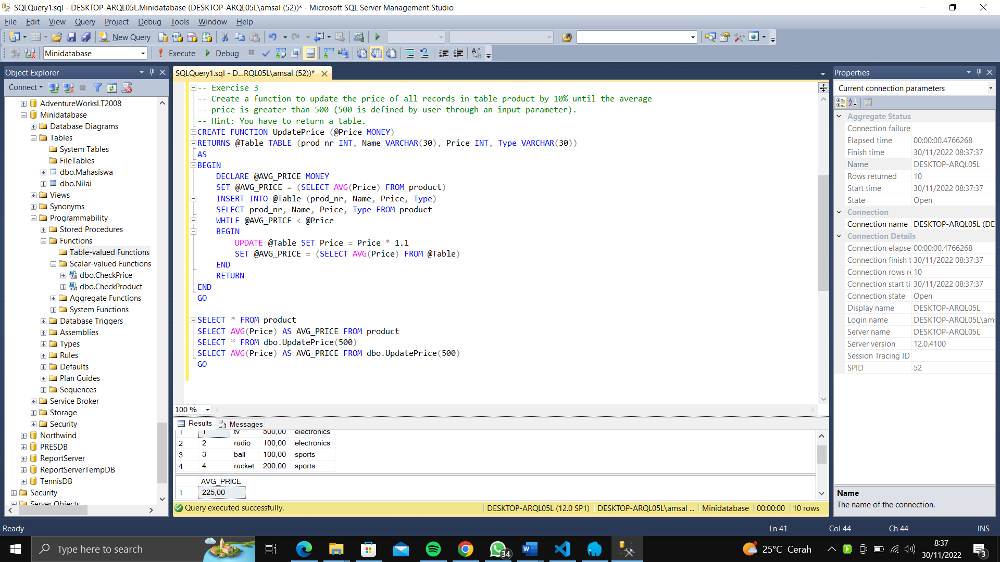 SQLQuery1.sql - DESKTOP-ARQL05L.Minidatabase (DESKTOP-ARQL05L\amsal (52))* - Microsoft SQL Server Management Studio
File Edit View Query Project Debug Tools Window Help
New Query
Minidatabase Execute Debug
Object Explorer
Connect
AdventureWorksLT2008
Minidatabase
Database Diagrams
Tables
System Tables
FileTables
dbo.Mahasiswa
dbo.Nilai
Views
Synonyms
Programmability
Stored Procedures
Functions
Table-valued Functions
Scalar-valued Functions
dbo.CheckPrice
dbo.CheckProduct
Aggregate Functions
System Functions
Database Triggers
Assemblies
Types
Rules
Defaults
Plan Guides
Sequences
Service Broker
Storage
Security
Northwind
PRESDB
ReportServer
ReportServerTempDB
TennisDB
Security
Server Objects
SQLQuery1.sql - D...RQL05L\amsal (52))*
-- Exercise 3
-- Create a function to update the price of all records in table product by 10% until the average
-- price is greater than 500 (500 is defined by user through an input parameter).
-- Hint: You have to return a table.
CREATE FUNCTION UpdatePrice (@Price MONEY)
RETURNS @Table TABLE (prod_nr INT, Name VARCHAR(30), Price INT, Type VARCHAR(30))
AS
BEGIN
DECLARE @AVG_PRICE MONEY
SET @AVG_PRICE = (SELECT AVG(Price) FROM product)
INSERT INTO @Table (prod_nr, Name, Price, Type)
SELECT prod_nr, Name, Price, Type FROM product
WHILE @AVG_PRICE < @Price
BEGIN
UPDATE @Table SET Price = Price * 1.1
SET @AVG_PRICE = (SELECT AVG(Price) FROM @Table)
END
RETURN
END
GO
SELECT * FROM product
SELECT AVG(Price) AS AVG_PRICE FROM product
SELECT * FROM dbo.UpdatePrice(500)
SELECT AVG(Price) AS AVG_PRICE FROM dbo.UpdatePrice(500)
GO
100 %
Results Messages
1 1 tv 500,00 electronics
2 2 radio 100,00 electronics
3 3 ball 100,00 sports
4 4 racket 200,00 sports
AVG_PRICE
1 225,00
Query executed successfully. DESKTOP-ARQL05L (12.0 SP1) DESKTOP-ARQL05L\amsal ... Minidatabase 00:00:00 10 rows
Properties
Current connection parameters
Aggregate Status
Connection failure
Elapsed time 00:00:00.4766268
Finish time 30/11/2022 08:37:37
Name DESKTOP-ARQL05L
Rows returned 10
Start time 30/11/2022 08:37:37
State Open
Connection
Connection name DESKTOP-ARQL05L (DE
Connection Details
Connection elapse 00:00:00.4766268
Connection finish t 30/11/2022 08:37:37
Connection rows re 10
Connection start ti 30/11/2022 08:37:37
Connection state Open
Display name DESKTOP-ARQL05L
Login name DESKTOP-ARQL05L\ams
Server name DESKTOP-ARQL05L
Server version 12.0.4100
Session Tracing ID
SPID 52
Name
The name of the connection.
Ready Ln 41 Col 44 Ch 44 INS
Type here to search 34 25°C Cerah 8:37
30/11/2022 3